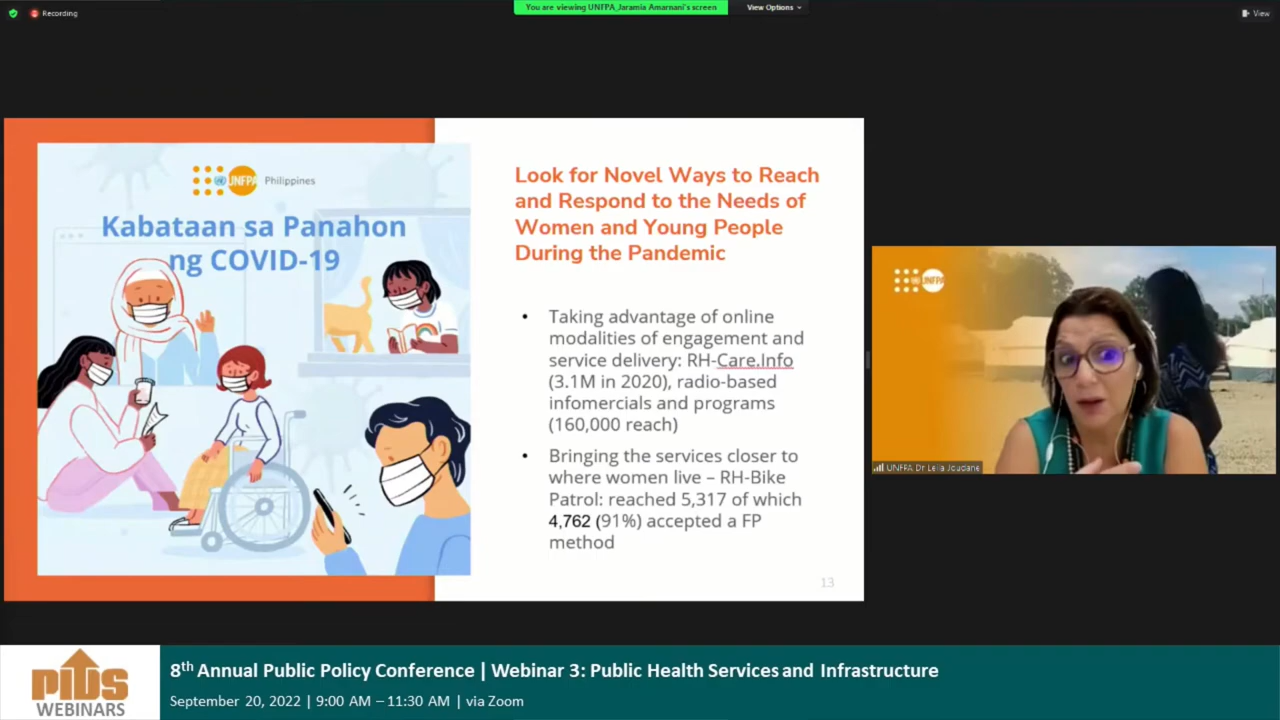 Recording
You are viewing UNFPA_Jaramia Amarnani's screen
View Options
View
UNFPA
Philippines
Kabataan sa Panahon
ng COVID-19
Look for Novel Ways to Reach
and Respond to the Needs of
Women and Young People
During the Pandemic
• Taking advantage of online
modalities of engagement and
service delivery: RH-Care.Info
(3.1M in 2020), radio-based
infomercials and programs
(160,000 reach)
• Bringing the services closer to
where women live – RH-Bike
Patrol: reached 5,317 of which
4,762 (91%) accepted a FP
method
13
UNFPA
UNFPA Dr Leila Joudane
PIDS
WEBINARS
8th Annual Public Policy Conference | Webinar 3: Public Health Services and Infrastructure
September 20, 2022 | 9:00 AM – 11:30 AM | via Zoom